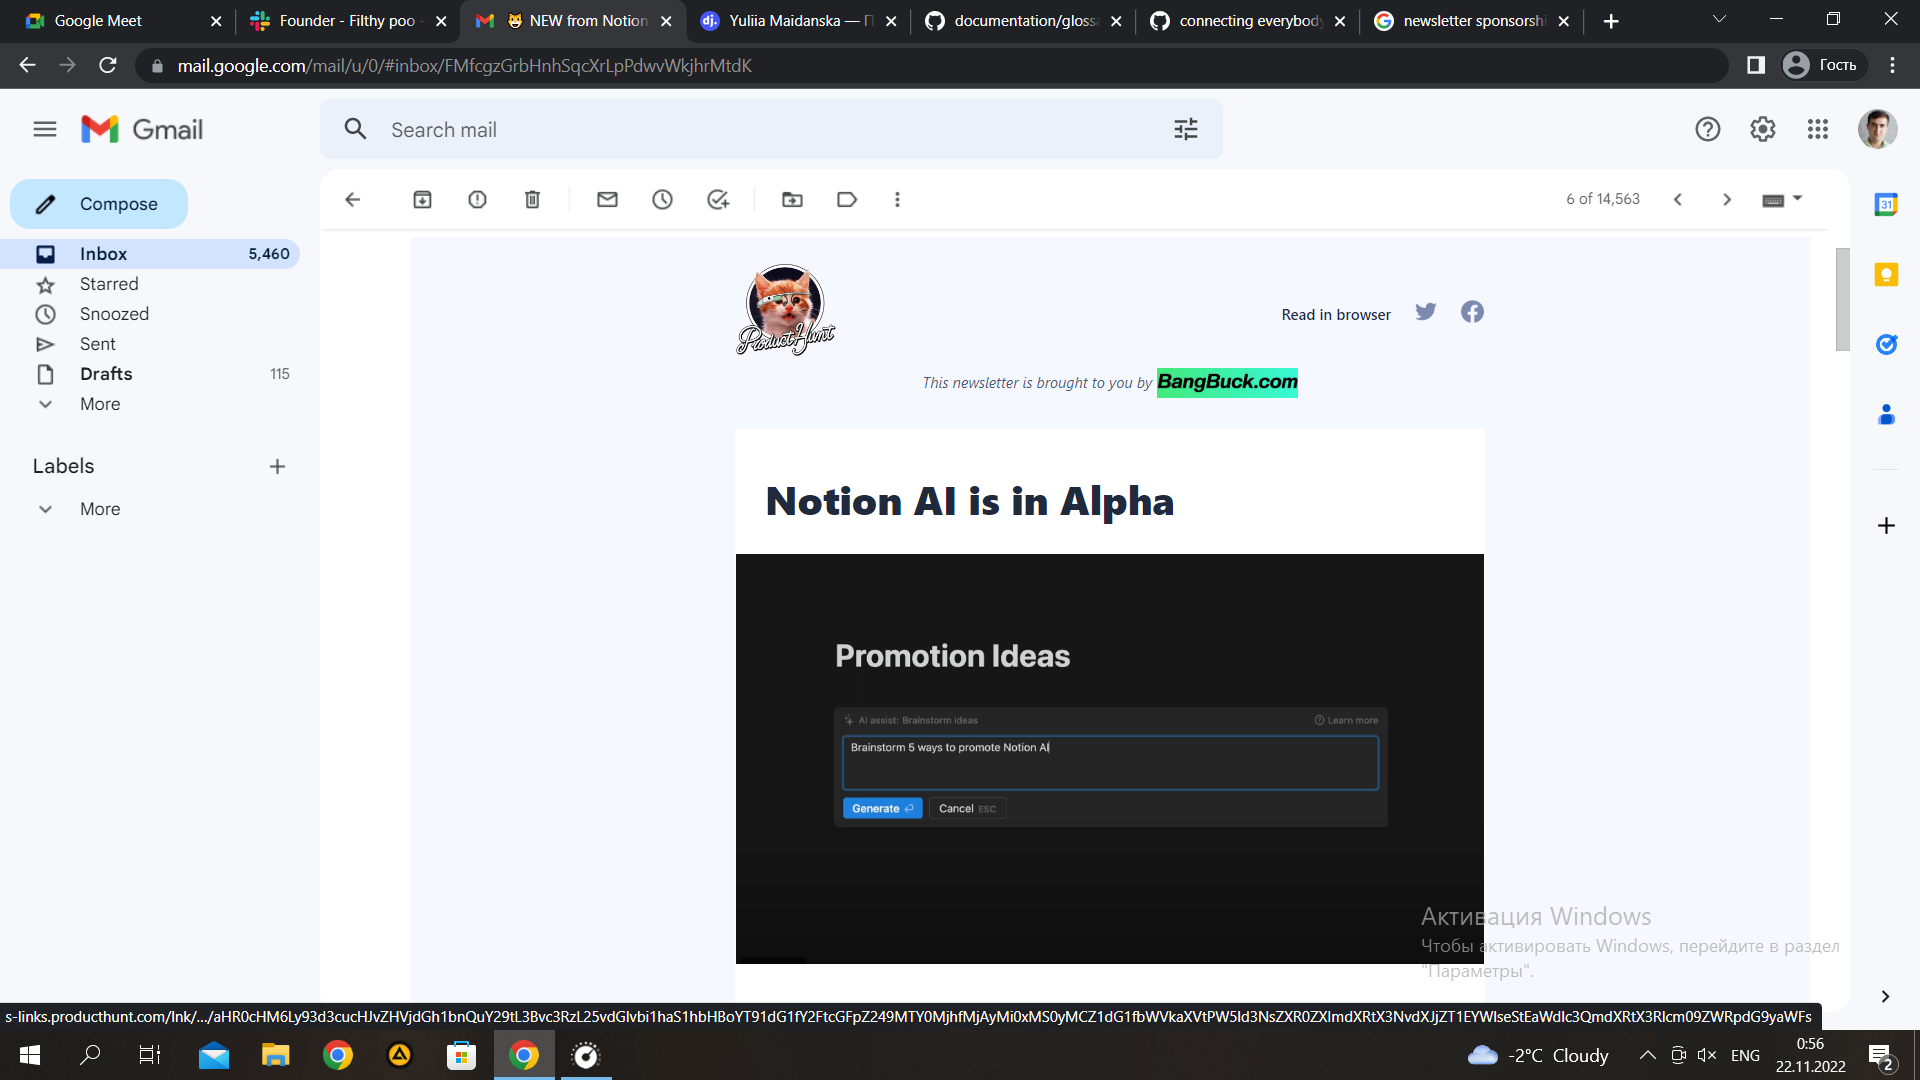 Google Meet
Founder - Filthy poo -
NEW from Notion
Yuliia Maidanska — П
documentation/gloss
connecting everybody
newsletter sponsorshi
mail.google.com/mail/u/0/#inbox/FMfcgzGrbHnhSqcXrLpPdwvWkjhrMtdK
Гость
Gmail
Search mail
Compose
6 of 14,563
Inbox 5,460
Starred
Snoozed
Sent
Drafts 115
More
Labels
More
31
ProductHunt
Read in browser
This newsletter is brought to you by BangBuck.com
Notion AI is in Alpha
Promotion Ideas
AI assist: Brainstorm ideas
Learn more
Brainstorm 5 ways to promote Notion AI
Generate
Cancel ESC
Активация Windows
Чтобы активировать Windows, перейдите в раздел
"Параметры".
-2°C Cloudy
ENG
0:56
22.11.2022
2